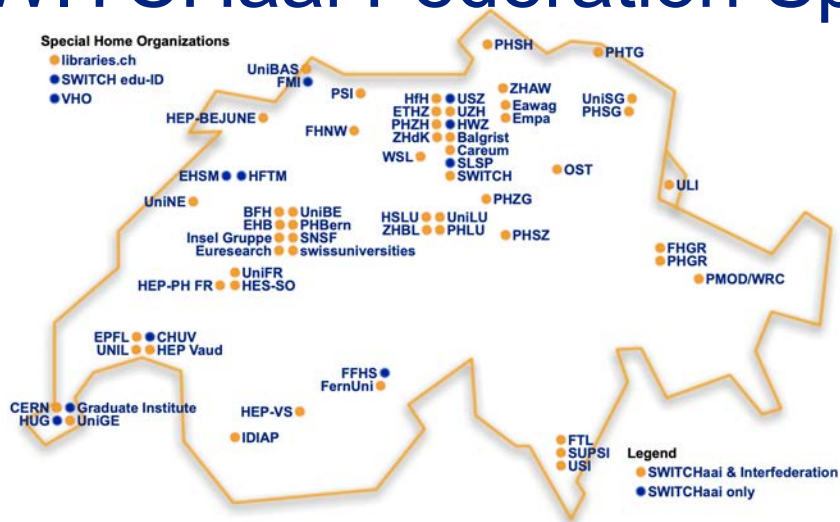 WITCHaai Federation Sp
Special Home Organizations
libraries.ch
SWITCH edu-ID
VHO
PHSH
PHTG
UniBAS
FMI
PSI
ZHAW
HfH USZ
Eawag
UniSG
ETHZ UZH
Empa
PHSG
HEP-BEJUNE
PHZH HWZ
FHNW
ZHdK Balgrist
Careum
WSL
SLSP
OST
EHSM HFTM
SWITCH
ULI
UniNE
PHZG
BFH UniBE
HSLU UniLU
EHB PHBern
ZHBL PHLU
PHSZ
Insel Gruppe SNSF
Euresearch swissuniversities
FHGR
PHGR
UniFR
PMOD/WRC
HEP-PH FR HES-SO
EPFL CHUV
UNIL HEP Vaud
FFHS
FernUni
CERN Graduate Institute
HEP-VS
HUG UniGE
IDIAP
FTL
SUPSI
USI
Legend
SWITCHaai & Interfederation
SWITCHaai only